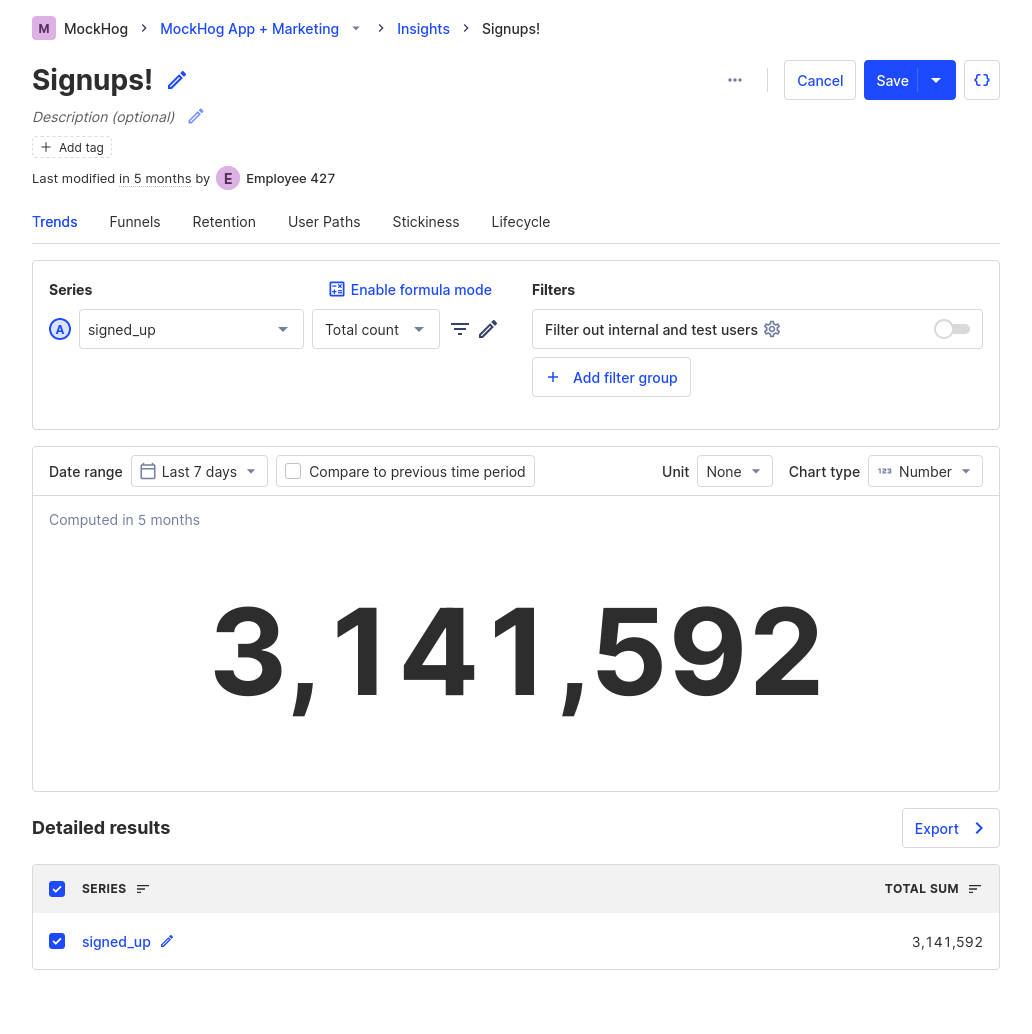 M MockHog MockHog App + Marketing Insights Signups!
Signups!
Cancel Save
Description (optional)
Add tag
Last modified in 5 months by E Employee 427
Trends Funnels Retention User Paths Stickiness Lifecycle
Series Enable formula mode Filters
A signed_up Total count Filter out internal and test users
Add filter group
Date range Last 7 days Compare to previous time period Unit None Chart type 123 Number
Computed in 5 months
3,141,592
Detailed results Export
SERIES TOTAL SUM
signed_up 3,141,592